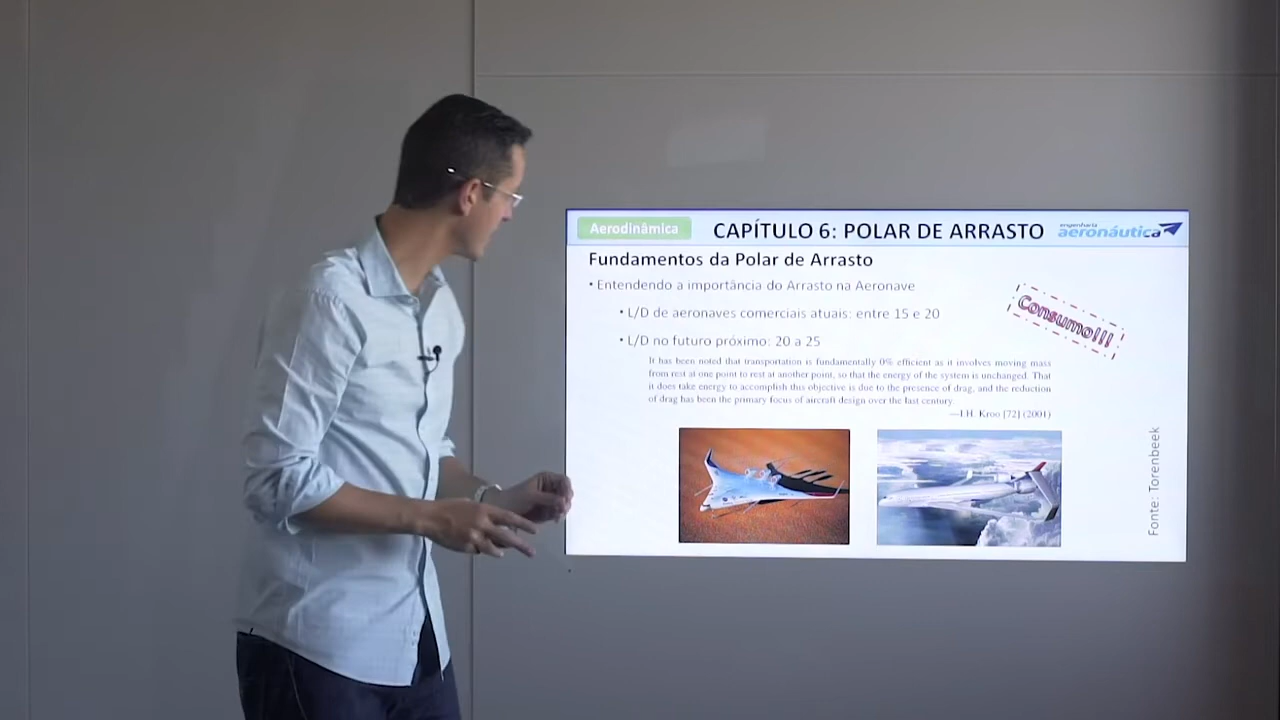 Aerodinâmica
CAPÍTULO 6: POLAR DE ARRASTO
engenharia
aeronáutica
Fundamentos da Polar de Arrasto
• Entendendo a importância do Arrasto na Aeronave
• L/D de aeronaves comerciais atuais: entre 15 e 20
Consumo!!!
• L/D no futuro próximo: 20 a 25
It has been noted that transportation is fundamentally 0% efficient as it involves moving mass
from rest at one point to rest at another point, so that the energy of the system is unchanged. That
it does take energy to accomplish this objective is due to the presence of drag, and the reduction
of drag has been the primary focus of aircraft design over the last century.
—I.H. Kroo [72] (2001)
Fonte: Torenbeek